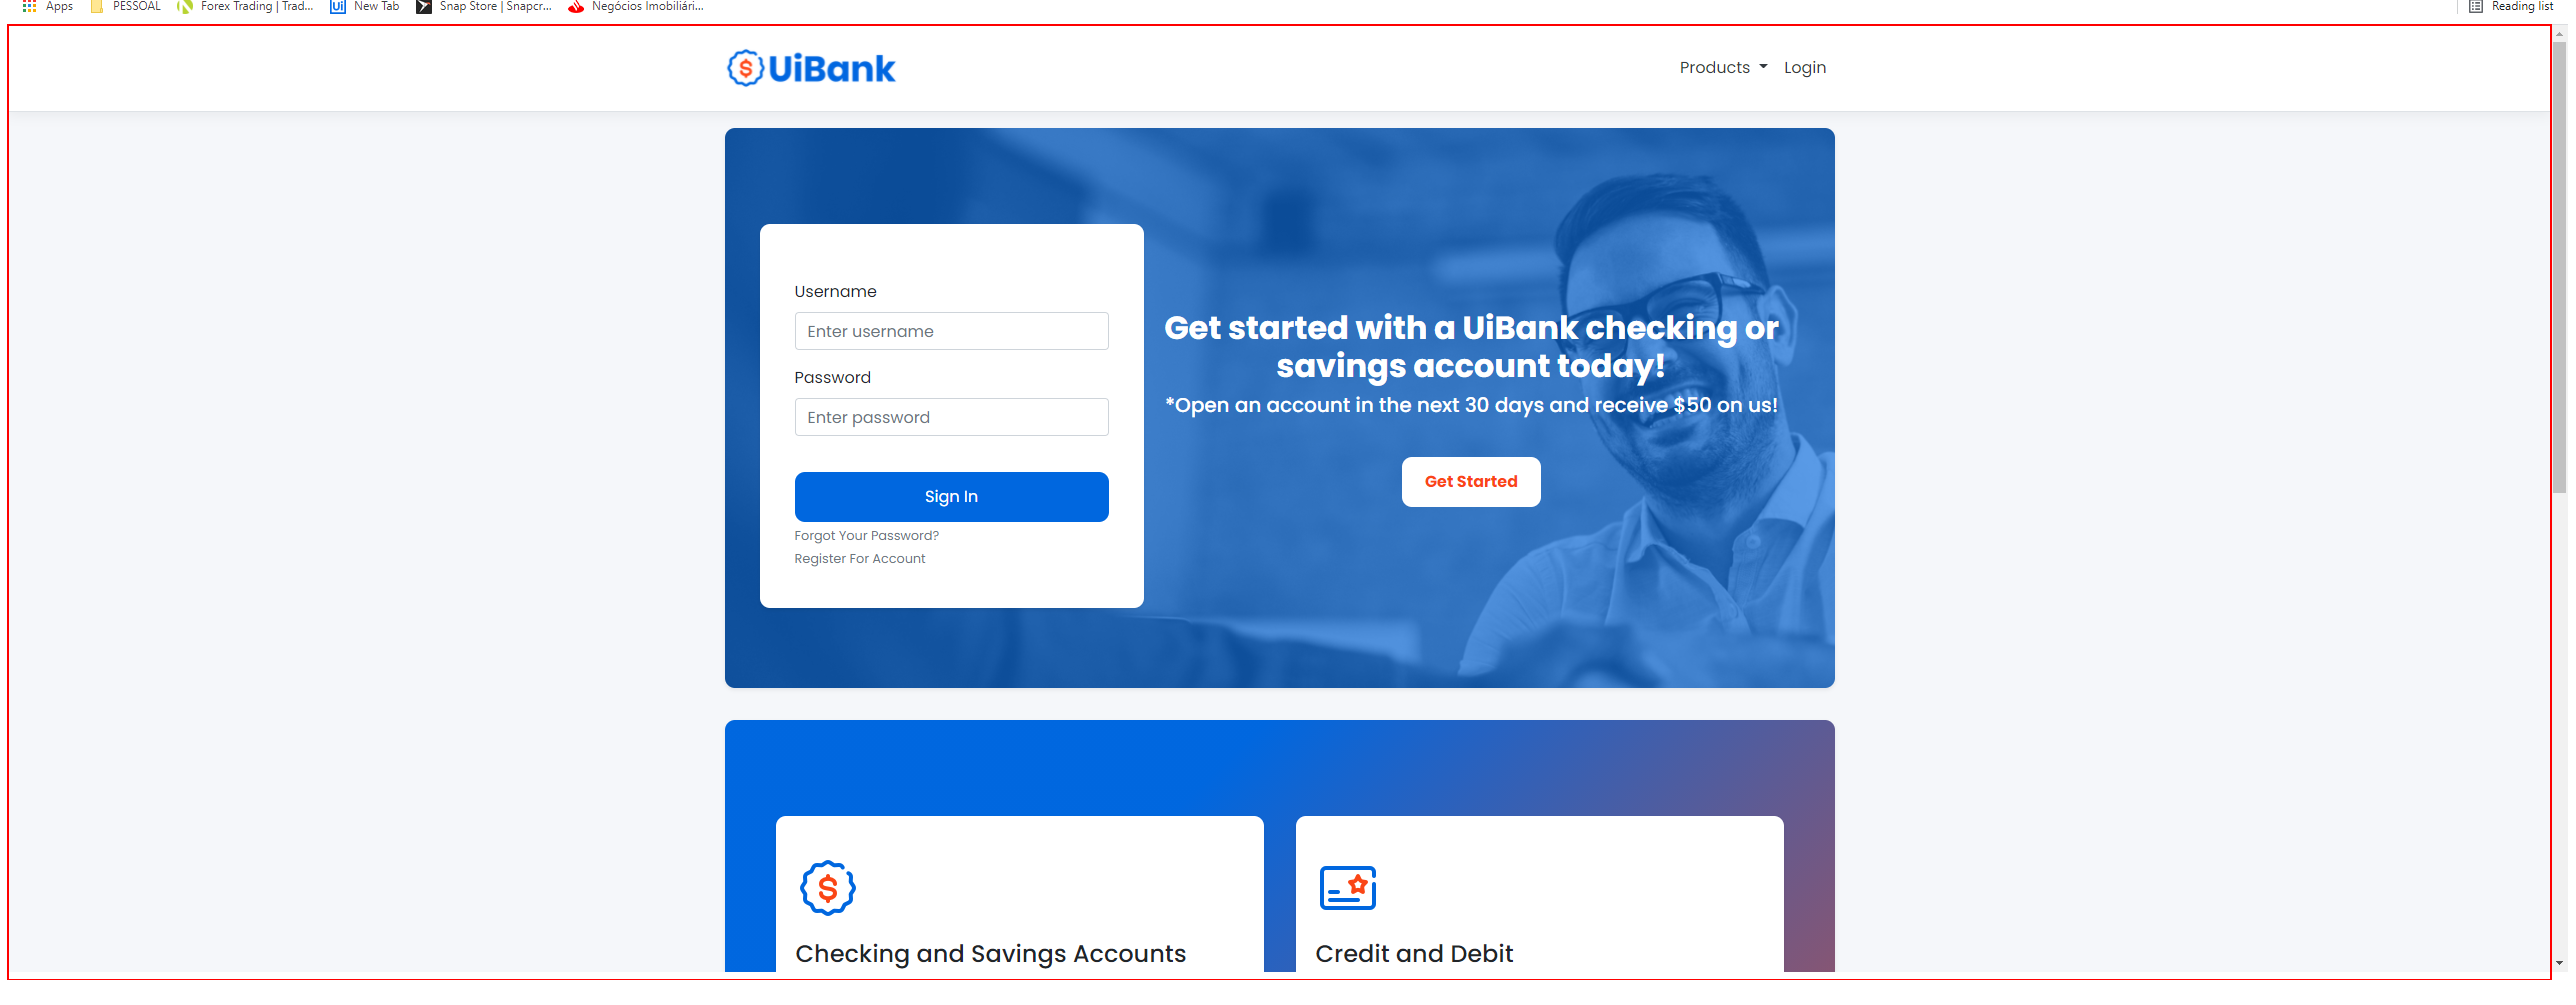 Apps PESSOAL Forex Trading | Trad... New Tab Snap Store | Snapcr... Negócios Imobiliári... Reading list
UiBank Products Login
Username
Enter username
Password
Enter password
Sign In
Forgot Your Password?
Register For Account
Get started with a UiBank checking or
savings account today!
*Open an account in the next 30 days and receive $50 on us!
Get Started
Checking and Savings Accounts
Credit and Debit